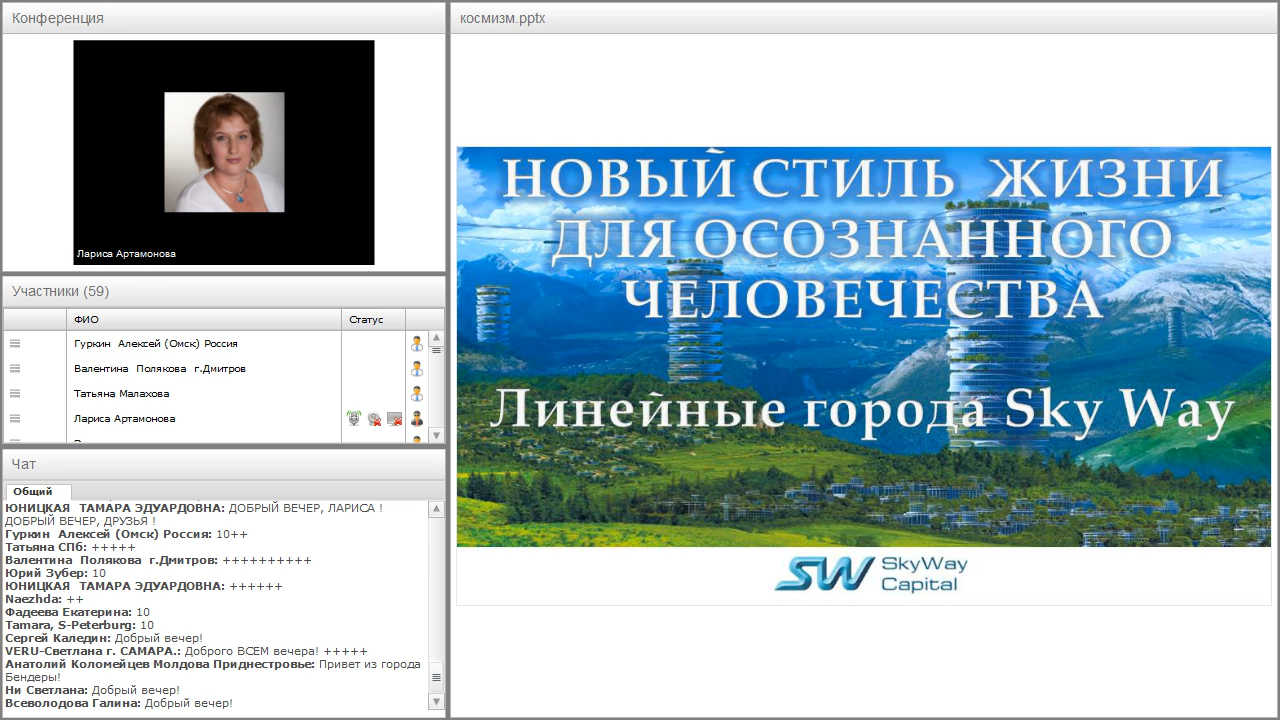 Конференция
Лариса Артамонова
Участники (59)
ФИО Статус
Гуркин Алексей (Омск) Россия
Валентина Полякова г.Дмитров
Татьяна Малахова
Лариса Артамонова
Чат
Общий
ЮНИЦКАЯ ТАМАРА ЭДУАРДОВНА: ДОБРЫЙ ВЕЧЕР, ЛАРИСА !
ДОБРЫЙ ВЕЧЕР, ДРУЗЬЯ !
Гуркин Алексей (Омск) Россия: 10++
Татьяна СПб: +++++
Валентина Полякова г.Дмитров: ++++++++++
Юрий Зубер: 10
ЮНИЦКАЯ ТАМАРА ЭДУАРДОВНА: ++++++
Naezhda: ++
Фадеева Екатерина: 10
Tamara, S-Peterburg: 10
Сергей Каледин: Добрый вечер!
VERU-Светлана г. САМАРА.: Доброго ВСЕМ вечера! +++++
Анатолий Коломейцев Молдова Приднестровье: Привет из города
Бендеры!
Ни Светлана: Добрый вечер!
Всеволодова Галина: Добрый вечер!
космизм.pptx
НОВЫЙ СТИЛЬ ЖИЗНИ
ДЛЯ ОСОЗНАННОГО
ЧЕЛОВЕЧЕСТВА
Линейные города Sky Way
SW SkyWay
Capital